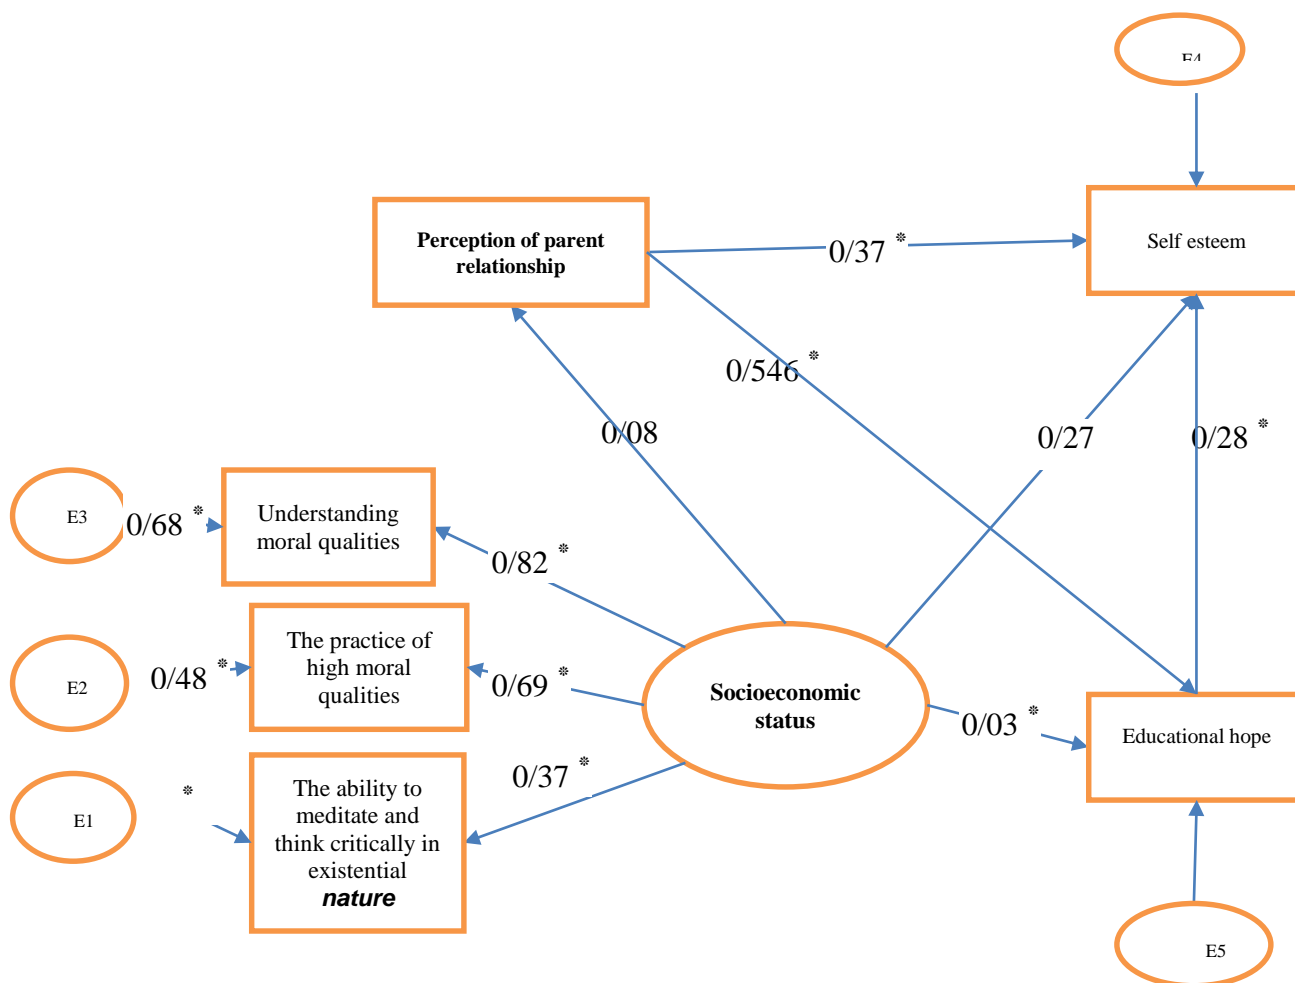 E4
Perception of parent
relationship
0/37 *
Self esteem
0/546 *
0/08
0/27
0/28 *
E3
0/68 *
Understanding
moral qualities
0/82 *
E2
0/48 *
The practice of
high moral
qualities
0/69 *
Socioeconomic
status
0/03 *
Educational hope
E1
*
The ability to
meditate and
think critically in
existential
nature
0/37 *
E5